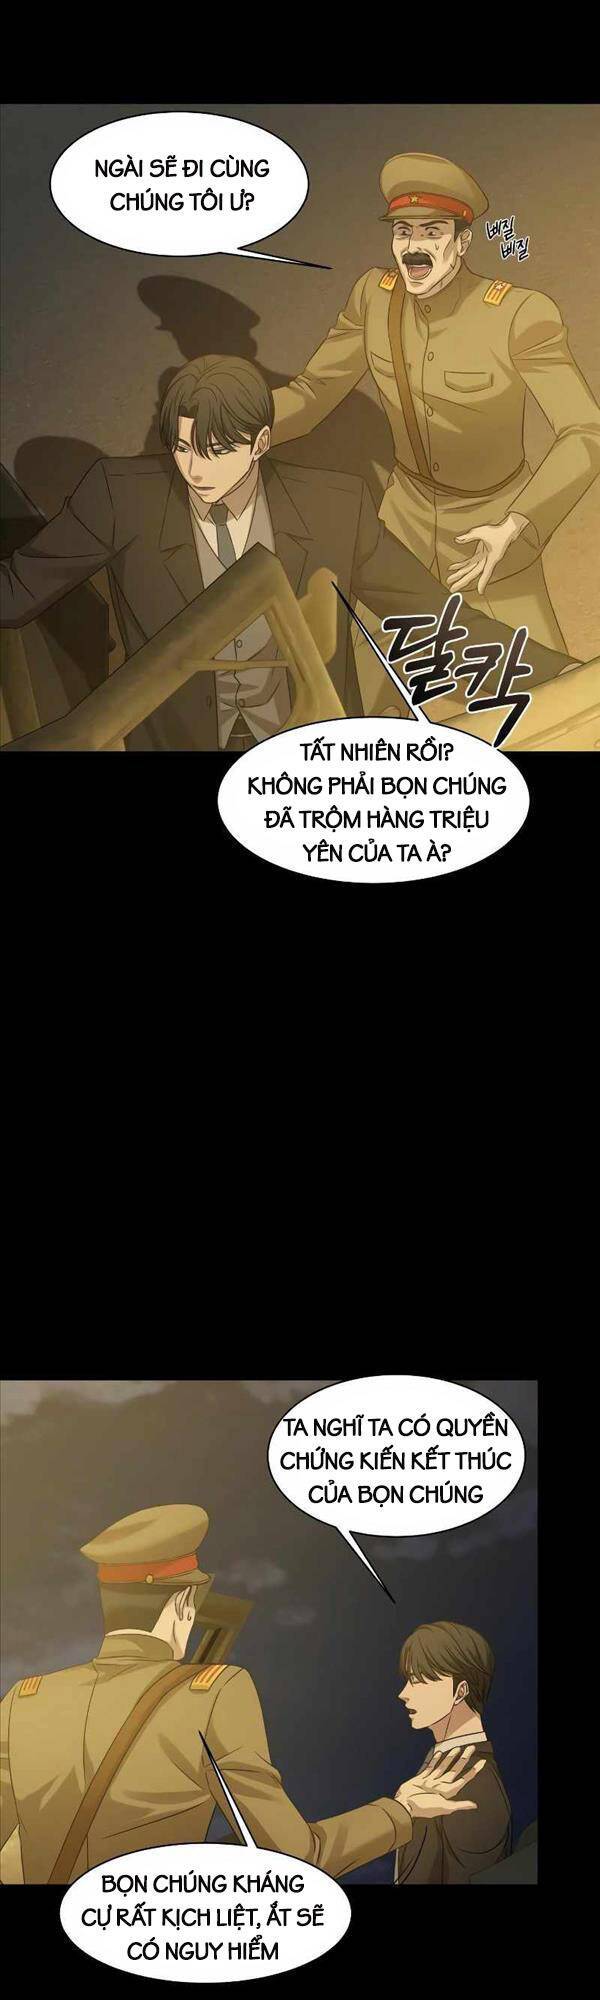 NGÀI SẼ ĐI CÙNG
CHÚNG TÔI Ư?
삐질
삐질
달칵
TẤT NHIÊN RỒI?
KHÔNG PHẢI BỌN CHÚNG
ĐÃ TRỘM HÀNG TRIỆU
YÊN CỦA TA À?
TA NGHĨ TA CÓ QUYỀN
CHỨNG KIẾN KẾT THÚC
CỦA BỌN CHÚNG
BỌN CHÚNG KHÁNG
CỰ RẤT KỊCH LIỆT, ẮT SẼ
CÓ NGUY HIỂM